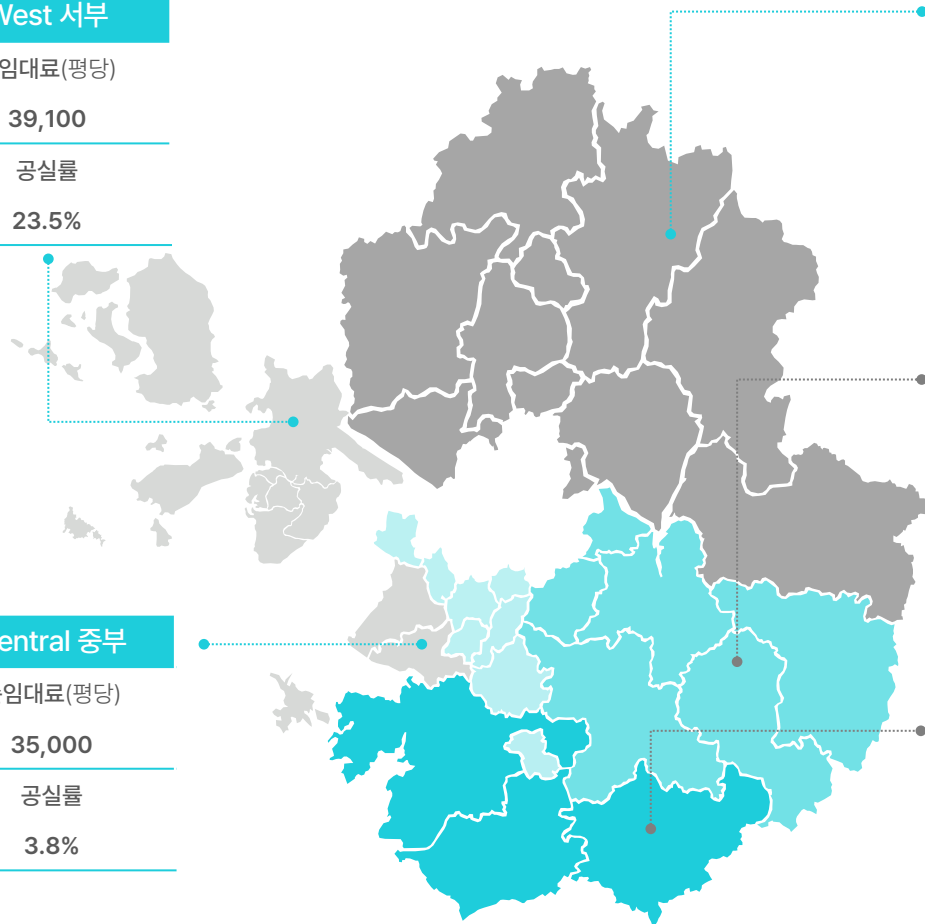 West 서부
임대료(평당)
39,100
공실률
23.5%
entral 중부
임대료(평당)
35,000
공실률
3.8%